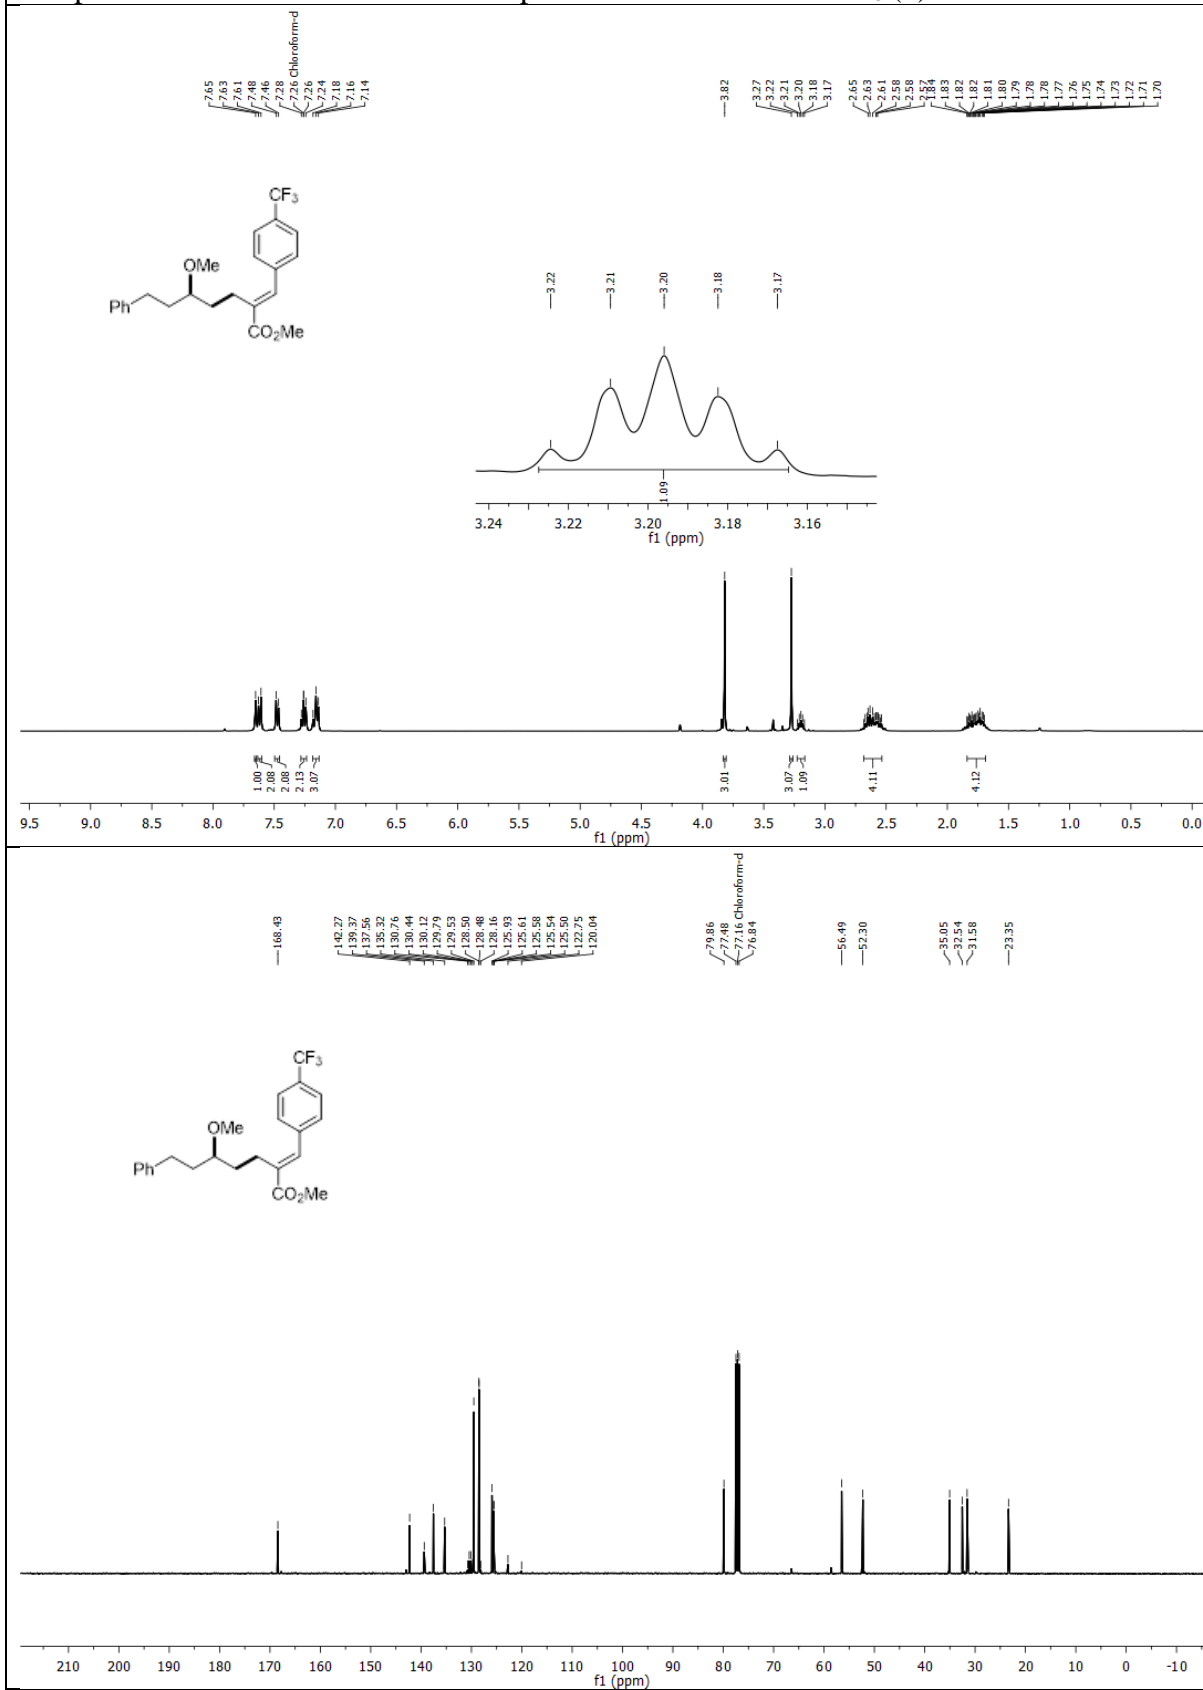 7.65 7.63 7.61 7.48 7.46 7.28 7.26 Chloroform-d 7.26 7.24 7.18 7.16 7.14
3.82
3.27 3.22 3.21 3.20 3.18 3.17
2.65 2.63 2.61 2.58 2.58 2.57
1.84 1.83 1.82 1.82 1.81 1.80 1.79 1.78 1.78 1.77 1.76 1.75 1.74 1.73 1.72 1.71 1.70
CF3
OMe
Ph
CO2Me
3.22 3.21 3.20 3.18 3.17
1.09
3.24 3.22 3.20 3.18 3.16
f1 (ppm)
1.00 2.08 2.08 2.13 3.07 3.01 3.07 1.09 4.11 4.12
9.5 9.0 8.5 8.0 7.5 7.0 6.5 6.0 5.5 5.0 4.5 4.0 3.5 3.0 2.5 2.0 1.5 1.0 0.5 0.0
f1 (ppm)
168.43
142.27 139.37 137.56 135.32 130.76 130.44 130.12 129.79 129.53 128.50 128.48 128.16 125.93 125.61 125.58 125.54 125.50 122.75 120.04
79.86 77.48 77.16 Chloroform-d 76.84
56.49 52.30
35.05 32.54 31.58 23.35
CF3
OMe
Ph
CO2Me
210 200 190 180 170 160 150 140 130 120 110 100 90 80 70 60 50 40 30 20 10 0 -10
f1 (ppm)